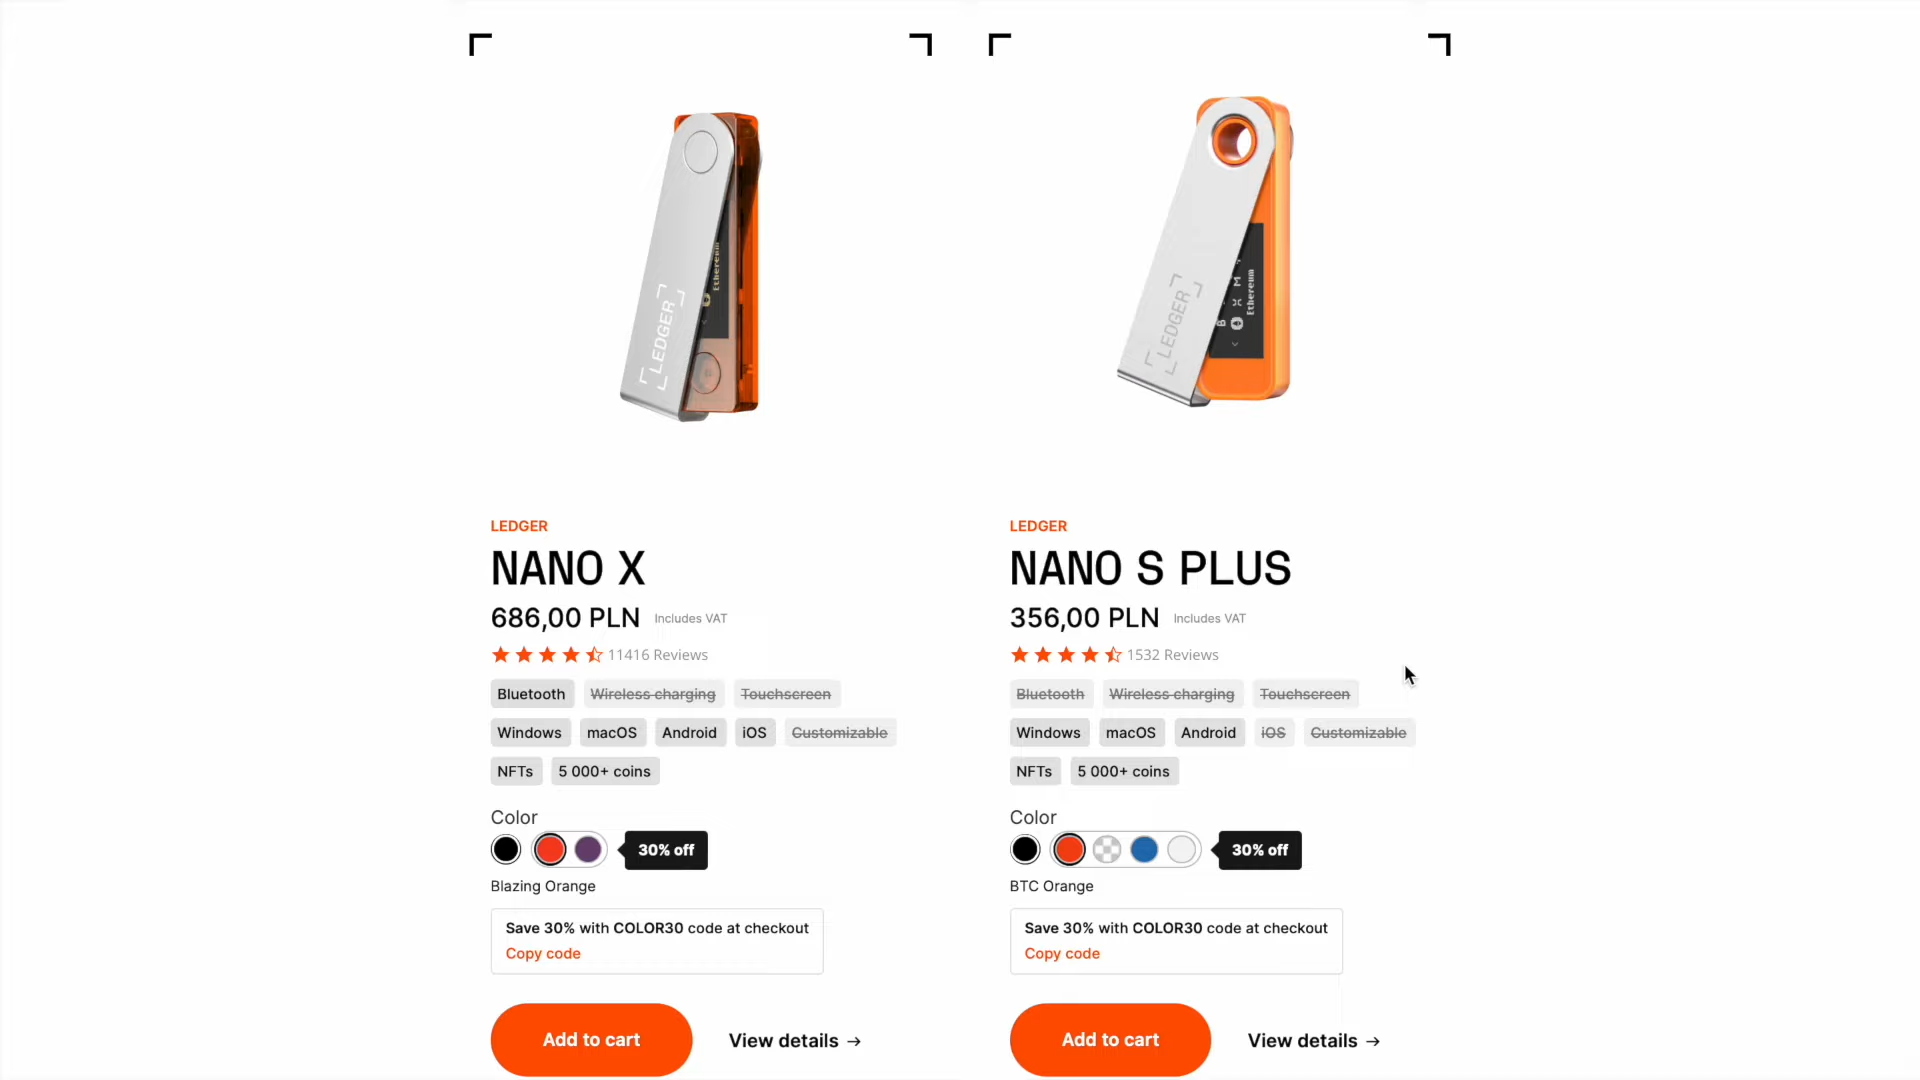 LEDGER
Ethereum
LEDGER
Ethereum
LEDGER
NANO X
686,00 PLN Includes VAT
11416 Reviews
Bluetooth Wireless charging Touchscreen
Windows macOS Android iOS Customizable
NFTs 5 000+ coins
Color
30% off
Blazing Orange
Save 30% with COLOR30 code at checkout
Copy code
Add to cart View details →
LEDGER
NANO S PLUS
356,00 PLN Includes VAT
1532 Reviews
Bluetooth Wireless charging Touchscreen
Windows macOS Android iOS Customizable
NFTs 5 000+ coins
Color
30% off
BTC Orange
Save 30% with COLOR30 code at checkout
Copy code
Add to cart View details →